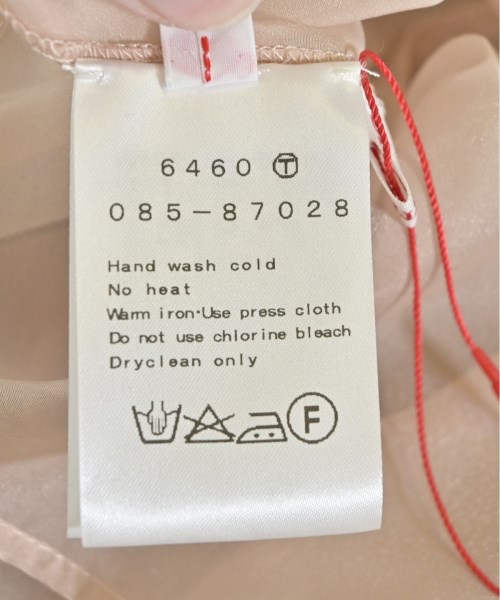 6460 Ⓣ
085-87028
Hand wash cold
No heat
Warm iron·Use press cloth
Do not use chlorine bleach
Dryclean only
F